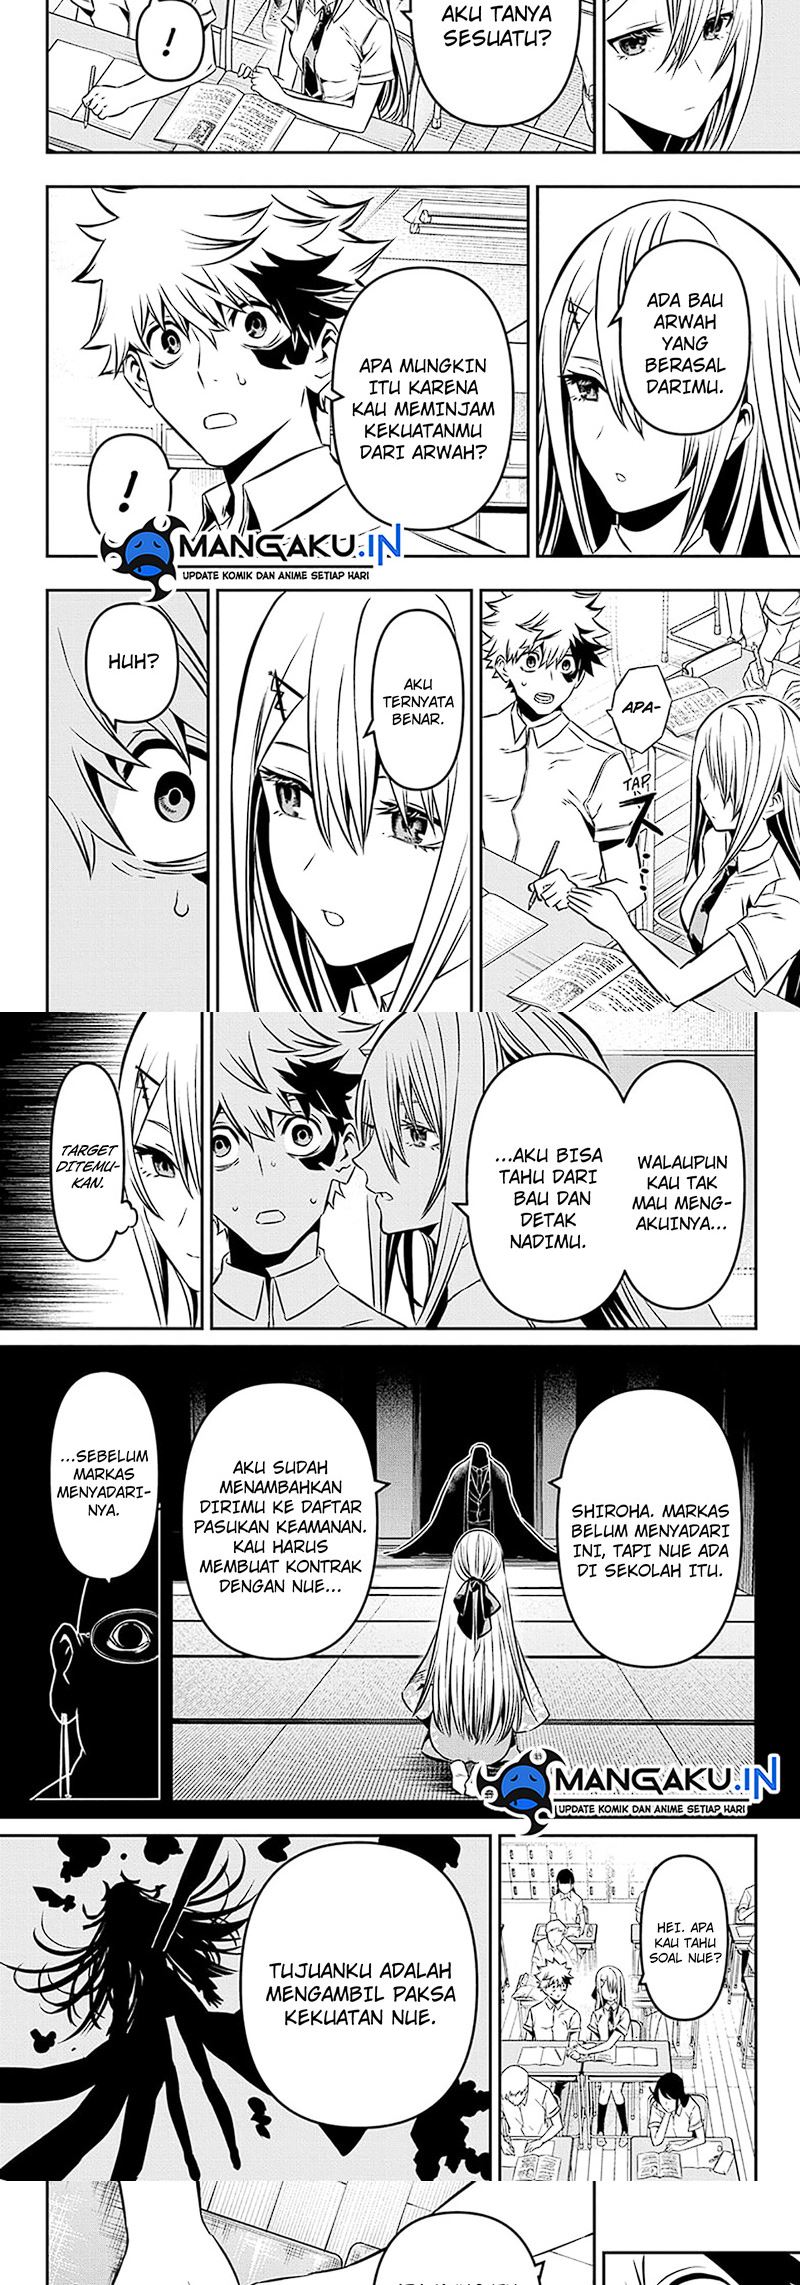 AKU TANYA
SESUATU?
!
ADA BAU
ARWAH
YANG
BERASAL
DARIMU.
APA MUNGKIN
ITU KARENA
KAU MEMINJAM
KEKUATANMU
DARI ARWAH?
!
MANGAKU.IN
UPDATE KOMIK DAN ANIME SETIAP HARI
APA-
TAP
AKU
TERNYATA
BENAR.
HUH?
WALAUPUN
KAU TAK
MAU MENG-
AKUINYA...
...AKU BISA
TAHU DARI
BAU DAN
DETAK
NADIMU.
TARGET
DITEMU-
KAN.
SHIROHA. MARKAS
BELUM MENYADARI
INI, TAPI NUE ADA
DI SEKOLAH ITU.
AKU SUDAH
MENAMBAHKAN
DIRIMU KE DAFTAR
PASUKAN KEAMANAN.
KAU HARUS
MEMBUAT KONTRAK
DENGAN NUE...
...SEBELUM
MARKAS
MENYADARI-
NYA.
MANGAKU.IN
UPDATE KOMIK DAN ANIME SETIAP HARI
HEI. APA
KAU TAHU
SOAL NUE?
TUJUANKU ADALAH
MENGAMBIL PAKSA
KEKUATAN NUE.